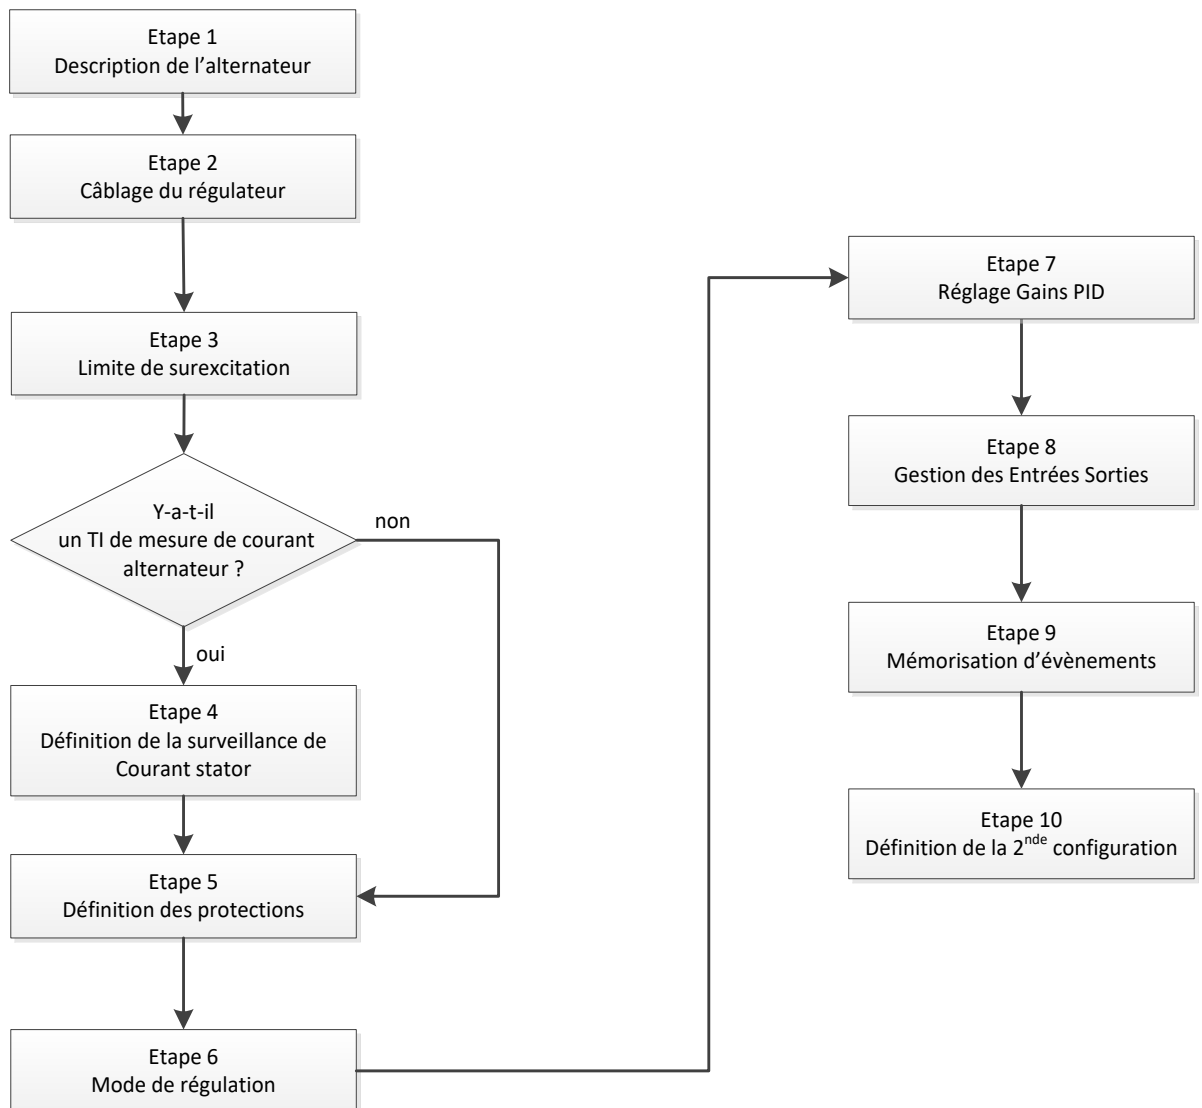 Etape 1
Description de l'alternateur
Etape 2
Câblage du régulateur
Etape 3
Limite de surexcitation
Y-a-t-il
un TI de mesure de courant
alternateur ?
non
oui
Etape 4
Définition de la surveillance de
Courant stator
Etape 5
Définition des protections
Etape 6
Mode de régulation
Etape 7
Réglage Gains PID
Etape 8
Gestion des Entrées Sorties
Etape 9
Mémorisation d'évènements
Etape 10
Définition de la 2nde configuration